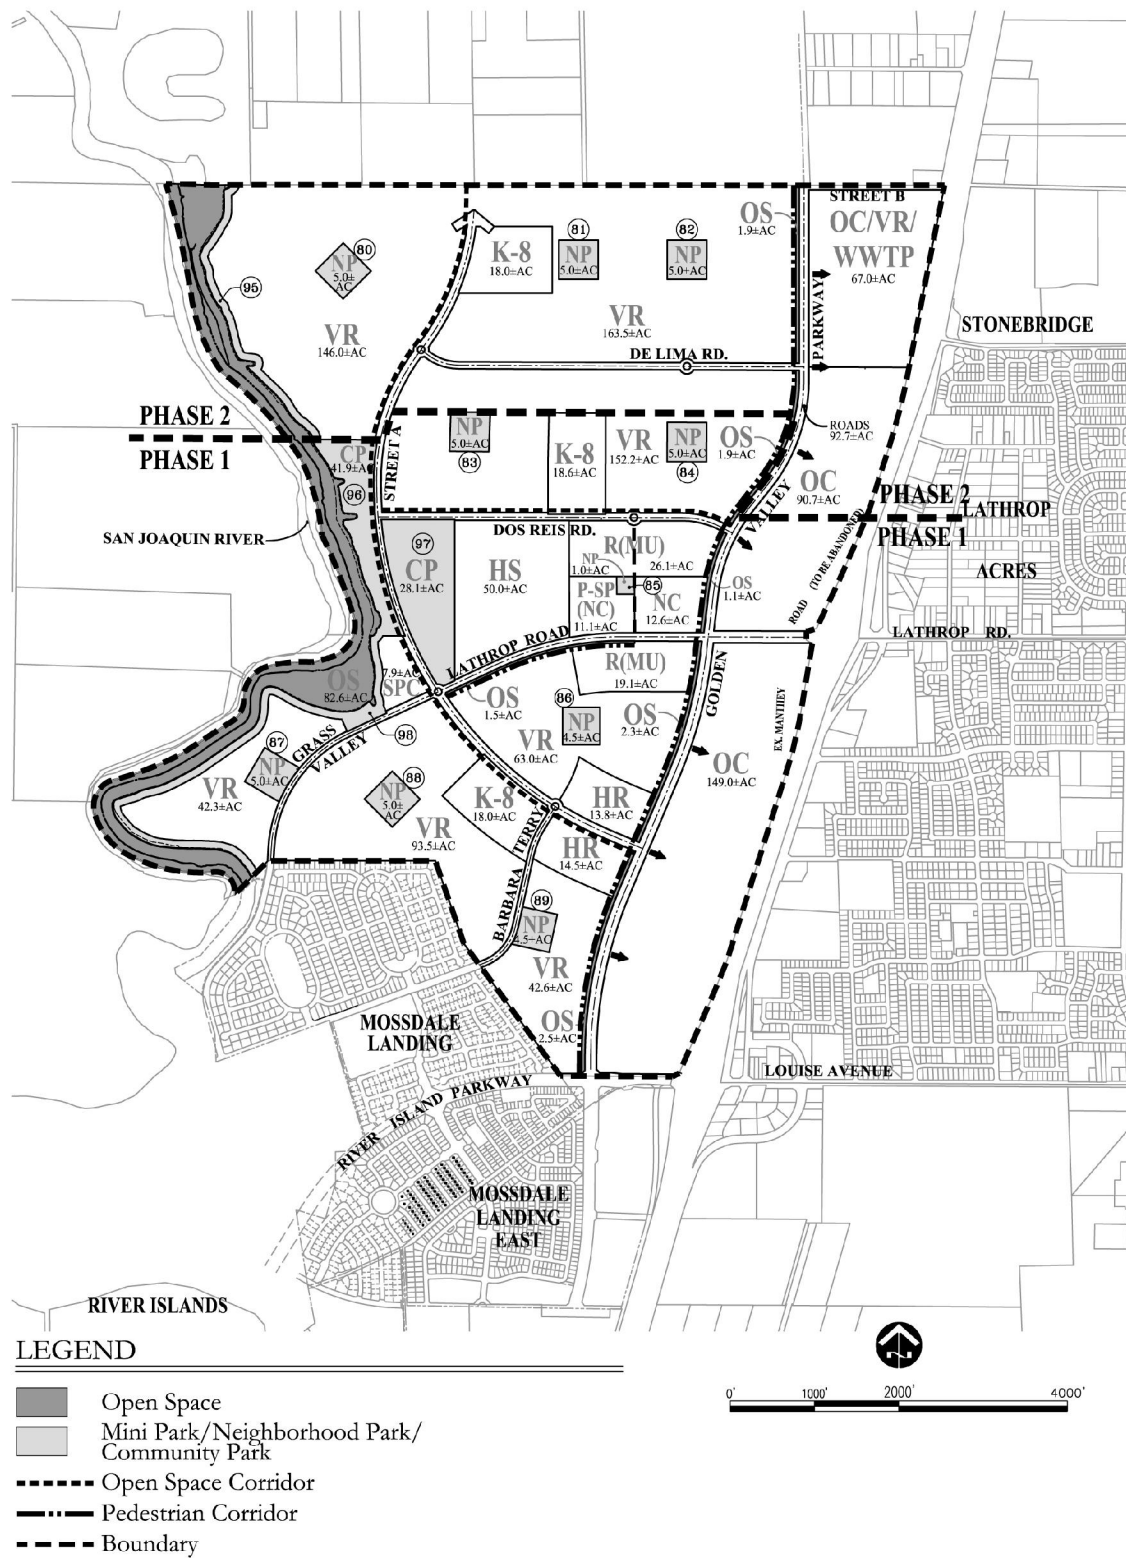 STREET B
OS
1.9±AC
OC/VR/
WWTP
67.0±AC
81
82
80
K-8
18.0±AC
NP
5.0±AC
NP
5.0+AC
NP
5.0±
AC
95
PARKWAY
VR
163.5±AC
VR
146.0±AC
STONEBRIDGE
DE LIMA RD.
PHASE 2
PHASE 1
STREET A
NP
5.0±AC
83
K-8
18.6±AC
VR
152.2±AC
NP
5.0±AC
84
OS
1.9±AC
ROADS
92.7±AC
CP
41.9±A
96
OC
90.7±AC
VALLEY
PHASE 2
PHASE 1
LATHROP
ACRES
SAN JOAQUIN RIVER
DOS REIS RD.
97
CP
28.1±AC
HS
50.0±AC
R(MU)
26.1±AC
NP
1.0±AC
85
P-SP
(NC)
11.1±AC
NC
12.6±AC
OS
1.1±AC
ROAD (TO BE ABANDONED)
LATHROP RD.
LATHROP ROAD
7.9±AC
SPC
OS
82.6±AC
R(MU)
19.1±AC
GOLDEN
OS
1.5±AC
86
NP
4.5±AC
OS
2.3±AC
EX. MANTHEY
98
GRASS
VALLEY
87
NP
5.0±AC
VR
42.3±AC
VR
63.0±AC
OC
149.0±AC
88
NP
5.0±
AC
K-8
18.0±AC
HR
13.8±AC
VR
93.5±AC
HR
14.5±AC
BARBARA TERRY
89
NP
.5±AC
VR
42.6±AC
OS
2.5±AC
MOSSDALE
LANDING
LOUISE AVENUE
RIVER ISLAND PARKWAY
MOSSDALE
LANDING
EAST
RIVER ISLANDS
LEGEND
Open Space
Mini Park/Neighborhood Park/
Community Park
Open Space Corridor
Pedestrian Corridor
Boundary
N
0' 1000' 2000' 4000'